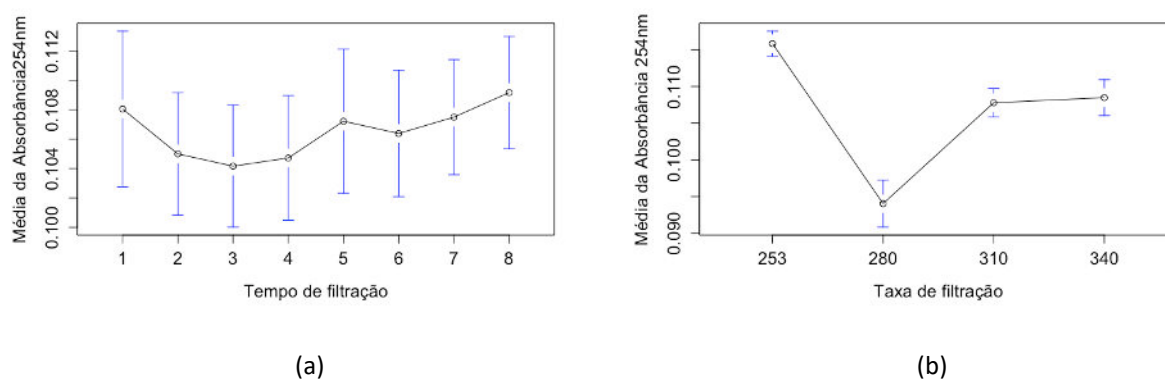 Média da Absorbância254nm
0.112
0.108
0.104
0.100
1 2 3 4 5 6 7 8
Tempo de filtração
(a)
Média da Absorbância 254nm
0.110
0.100
0.090
253 280 310 340
Taxa de filtração
(b)